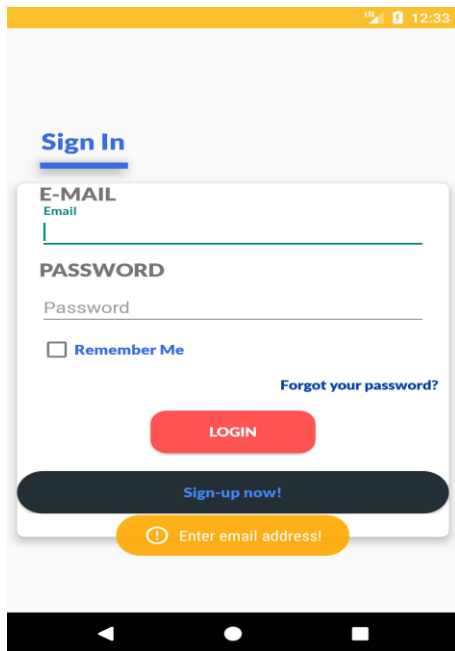 LTE 12:33
Sign In
E-MAIL
Email
PASSWORD
Password
Remember Me
Forgot your password?
LOGIN
Sign-up now!
Enter email address!